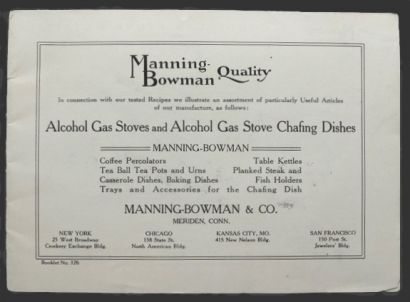 Manning-
Bowman Quality
In connection with our tested Recipes we illustrate an assortment of particularly Useful Articles
of our manufacture, as follows:
Alcohol Gas Stoves and Alcohol Gas Stove Chafing Dishes
MANNING-BOWMAN
Coffee Percolators Table Kettles
Tea Ball Tea Pots and Urns Planked Steak and
Casserole Dishes, Baking Dishes Fish Holders
Trays and Accessories for the Chafing Dish
MANNING-BOWMAN & CO.
MERIDEN, CONN.
NEW YORK CHICAGO KANSAS CITY, MO. SAN FRANCISCO
25 West Broadway 138 State St. 415 New Nelson Bldg. 150 Post St.
Crockery Exchange Bldg. North American Bldg. Jewelers' Bldg.
Booklet No. 126